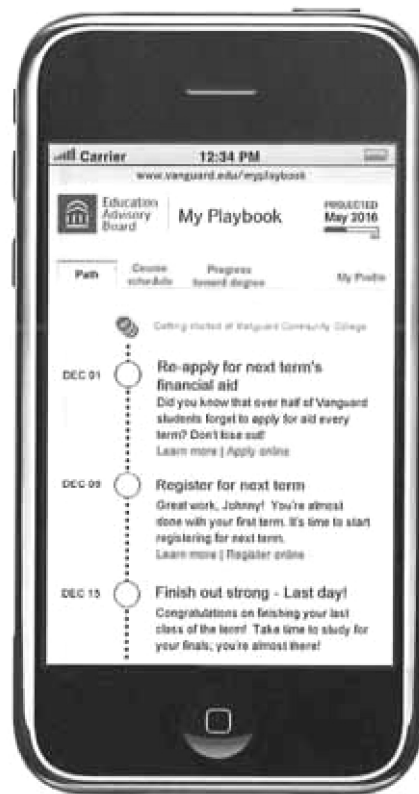 Carrier 12:34 PM
www.vanguard.edu/myplaybook
Education
Advisory
Board
My Playbook
PROJECTED
May 2016
Path
Course
schedule
Progress
toward degree
My Profile
Getting started at Vanguard Community College
DEC 01
Re-apply for next term's
financial aid
Did you know that over half of Vanguard
students forget to apply for aid every
term? Don't lose out!
Learn more | Apply online
DEC 09
Register for next term
Great work, Johnny! You're almost
done with your first term. It's time to start
registering for next term.
Learn more | Register online
DEC 15
Finish out strong - Last day!
Congratulations on finishing your last
class of the term! Take time to study for
your finals; you're almost there!